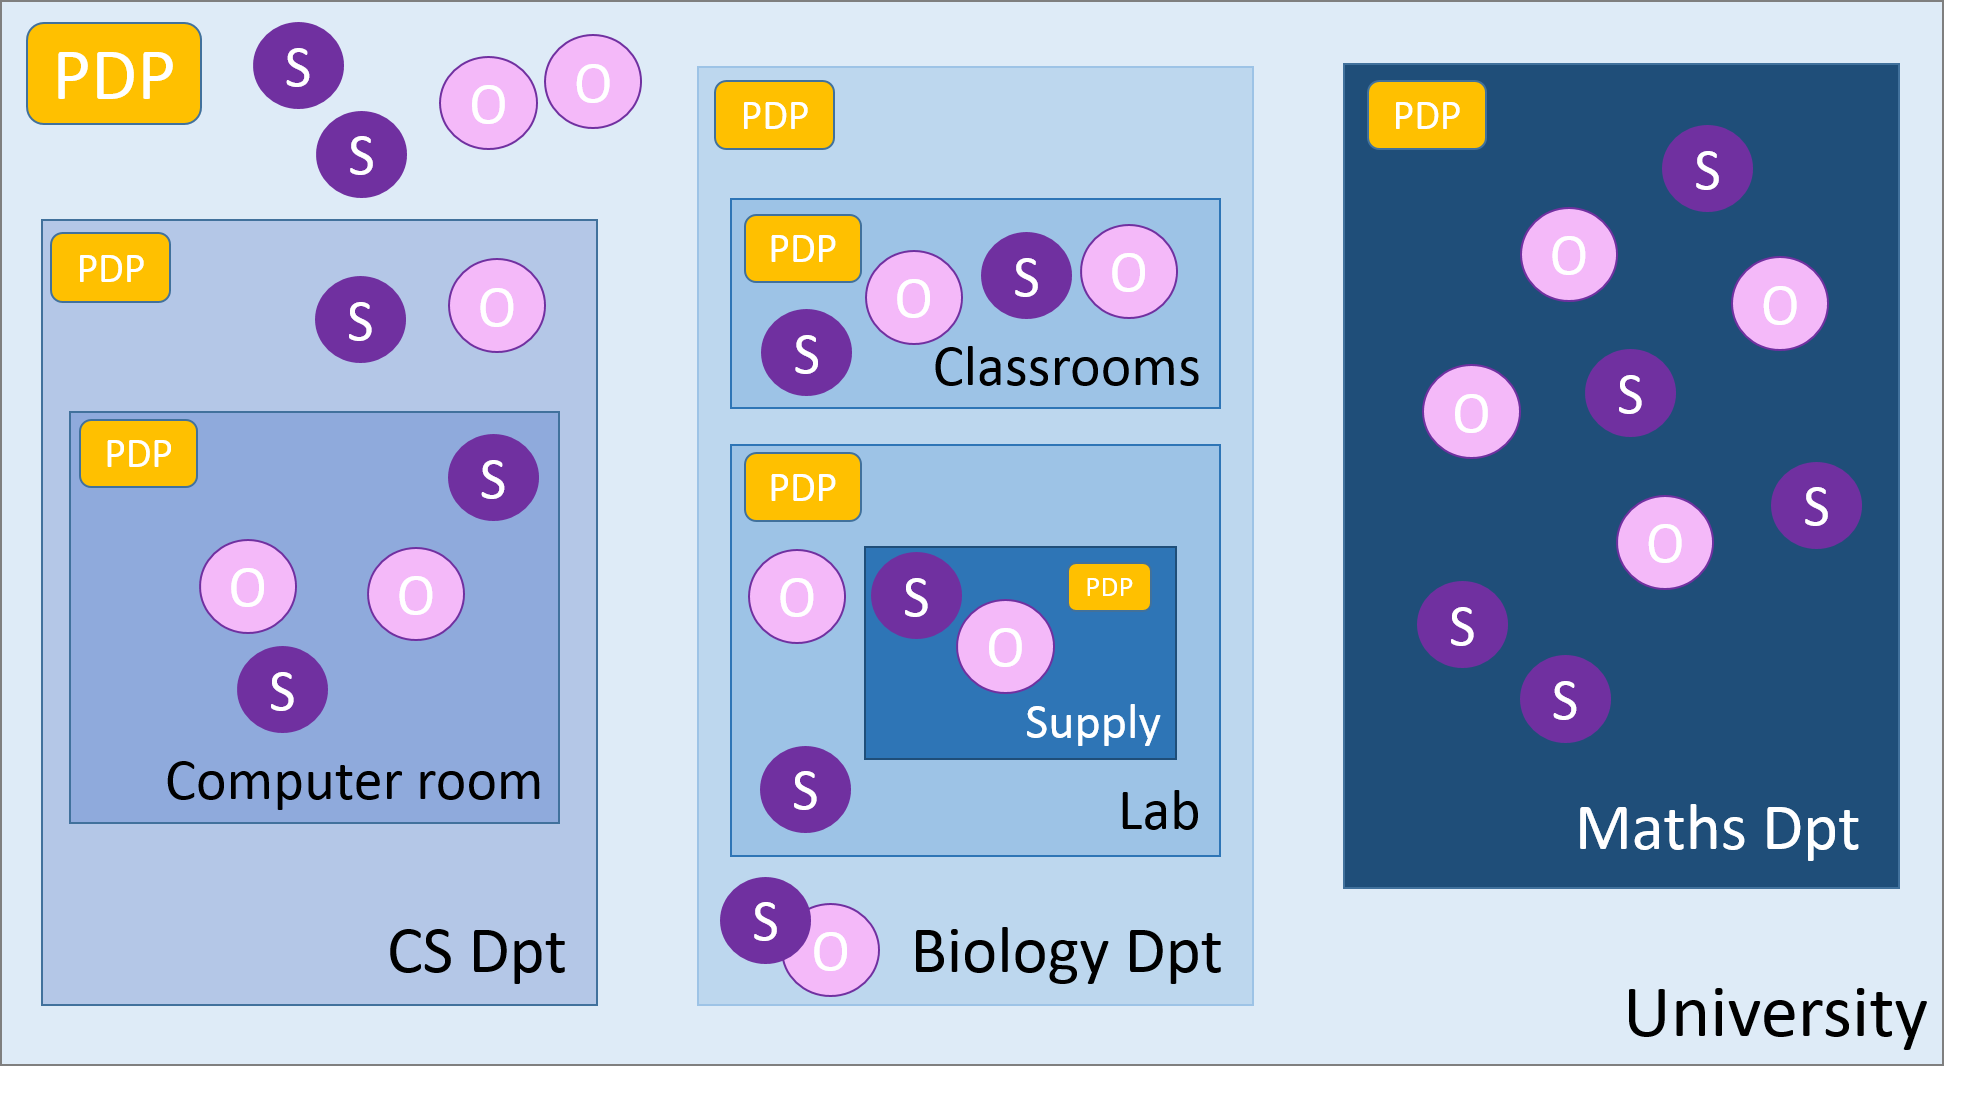 PDP
S
S
O
O
PDP
S
O
PDP
S
O
O
S
Computer room
CS Dpt
PDP
PDP
O
S
O
S
Classrooms
PDP
O
S
PDP
O
Supply
S
Lab
S
O
Biology Dpt
PDP
S
O
O
O
S
S
O
S
S
Maths Dpt
University